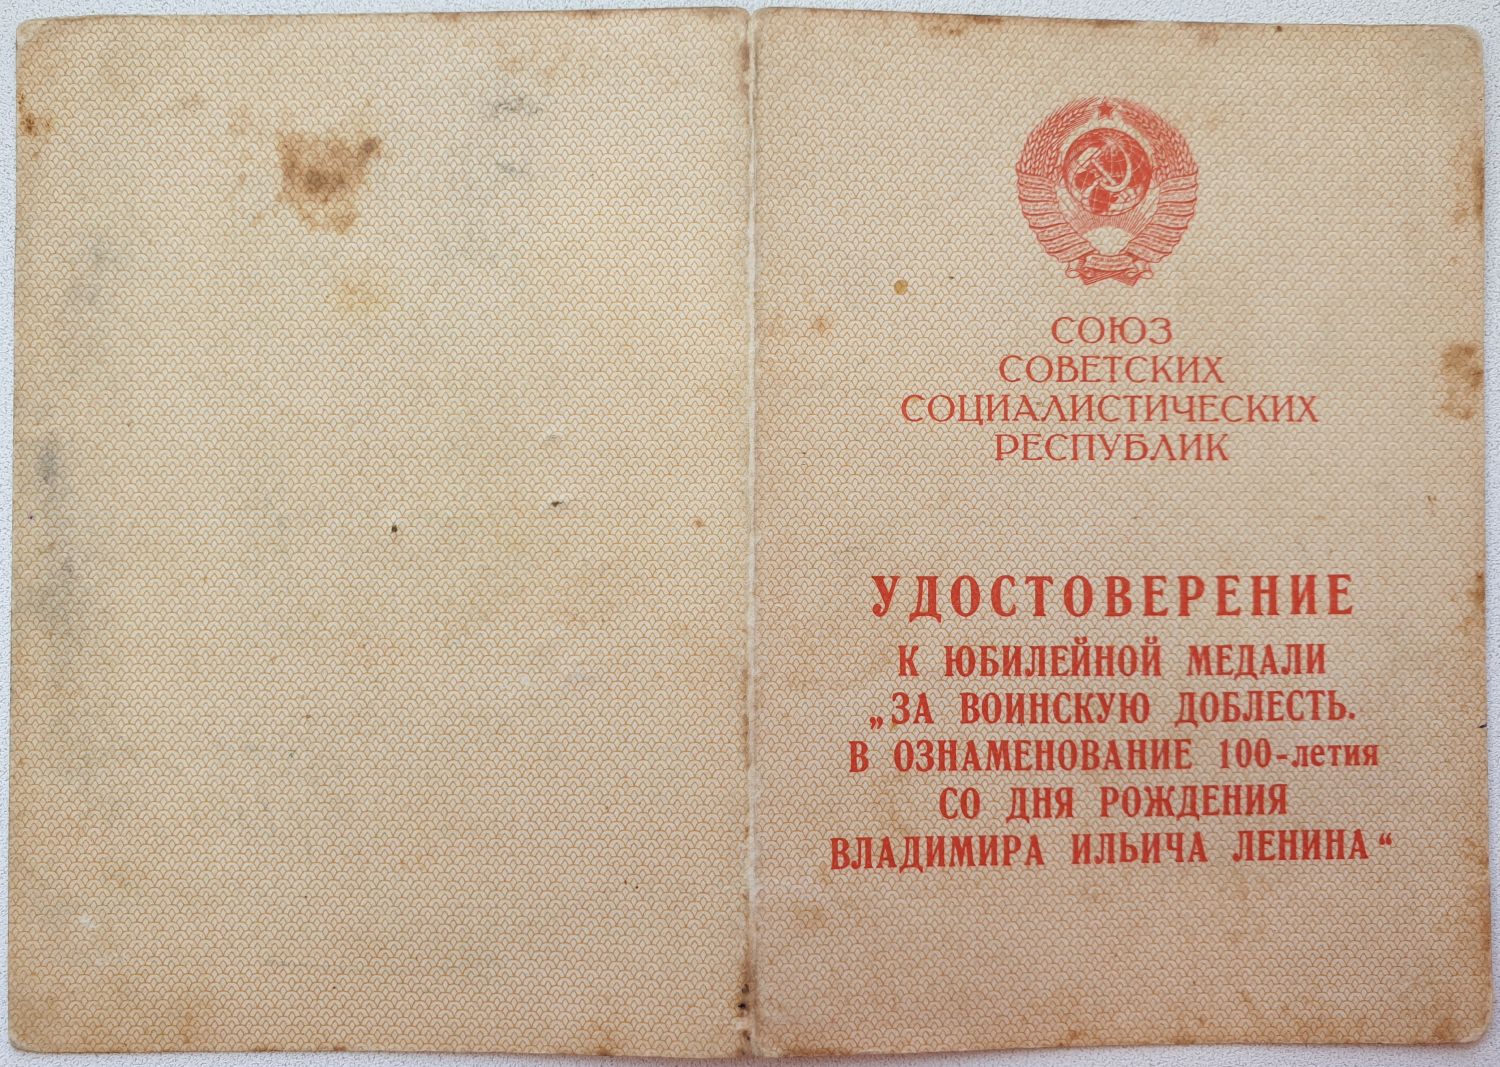 СОЮЗ
СОВЕТСКИХ
СОЦИАЛИСТИЧЕСКИХ
РЕСПУБЛИК
УДОСТОВЕРЕНИЕ
К ЮБИЛЕЙНОЙ МЕДАЛИ
„ЗА ВОИНСКУЮ ДОБЛЕСТЬ.
В ОЗНАМЕНОВАНИЕ 100-летия
СО ДНЯ РОЖДЕНИЯ
ВЛАДИМИРА ИЛЬИЧА ЛЕНИНА“